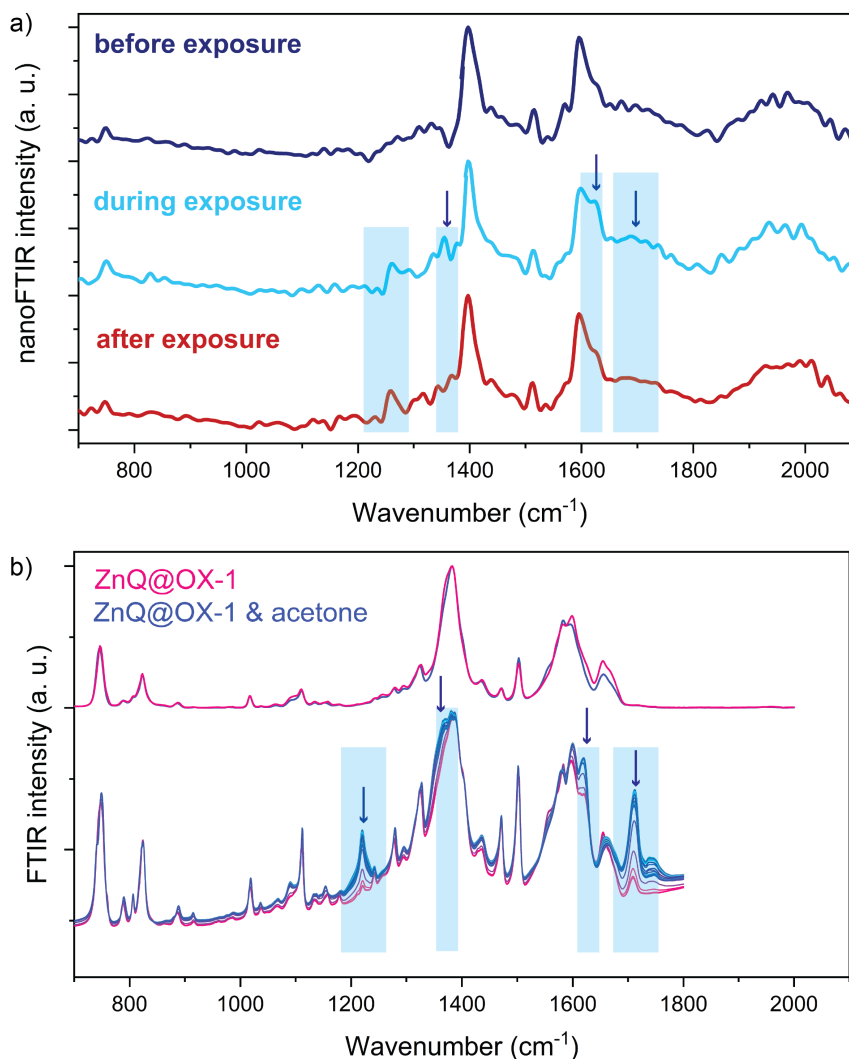 a)
before exposure
during exposure
after exposure
nanoFTIR intensity (a. u.)
800 1000 1200 1400 1600 1800 2000
Wavenumber (cm⁻¹)
b)
ZnQ@OX-1
ZnQ@OX-1 & acetone
FTIR intensity (a. u.)
800 1000 1200 1400 1600 1800 2000
Wavenumber (cm⁻¹)